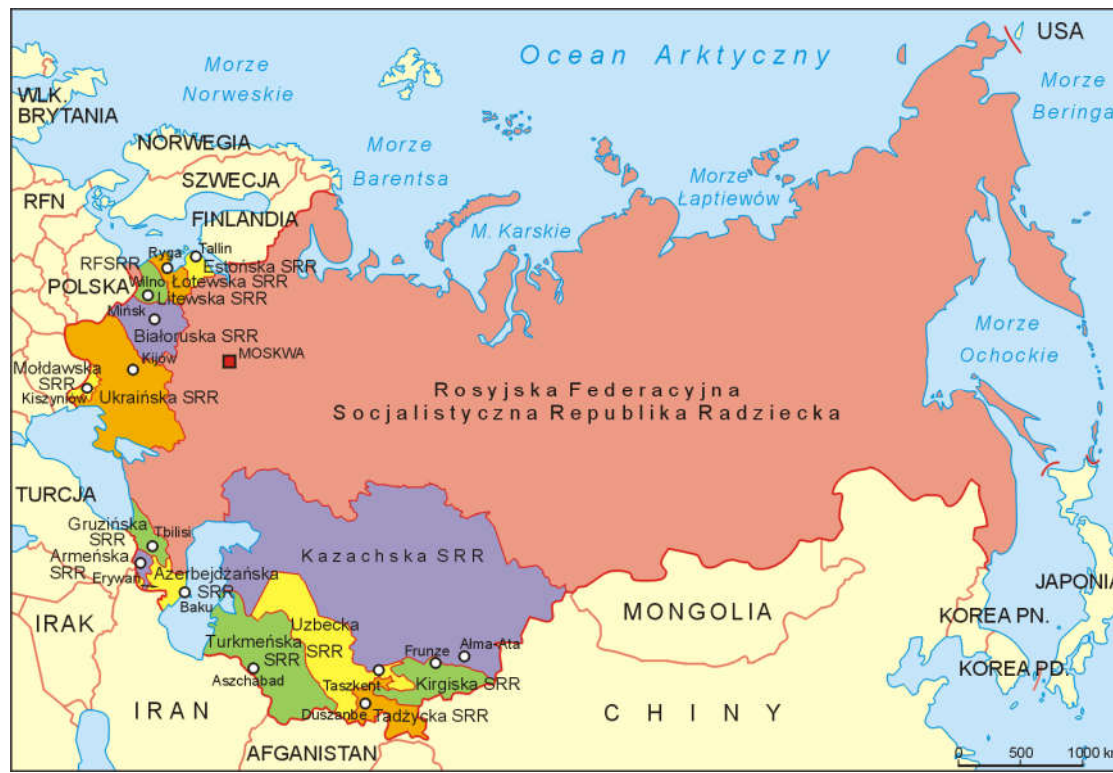 Ocean Arktyczny
USA
Morze
Norweskie
Morze
Beringa
WLK.
BRYTANIA
NORWEGIA
Morze
Barentsa
SZWECJA
Morze
Łaptiewów
RFN
FINLANDIA
M. Karskie
Tallin
Ryga
RFSRR
Estońska SRR
POLSKA
Wilno
Łotewska SRR
Litewska SRR
Mińsk
Białoruska SRR
Morze
Ochockie
MOSKWA
Kijów
Mołdawska
SRR
Kiszyniów
Ukraińska SRR
Rosyjska Federacyjna
Socjalistyczna Republika Radziecka
TURCJA
Gruzińska
SRR
Tbilisi
Kazachska SRR
Armeńska
SRR
Erywań
Azerbejdżańska
SRR
Baku
JAPONIA
MONGOLIA
KOREA PN.
IRAK
Uzbecka
SRR
Turkmeńska
SRR
Frunze
Ałma-Ata
KOREA PD.
Aszchabad
Taszkent
Kirgiska SRR
IRAN
Duszanbe
Tadżycka SRR
CHINY
AFGANISTAN
0 500 1000 km